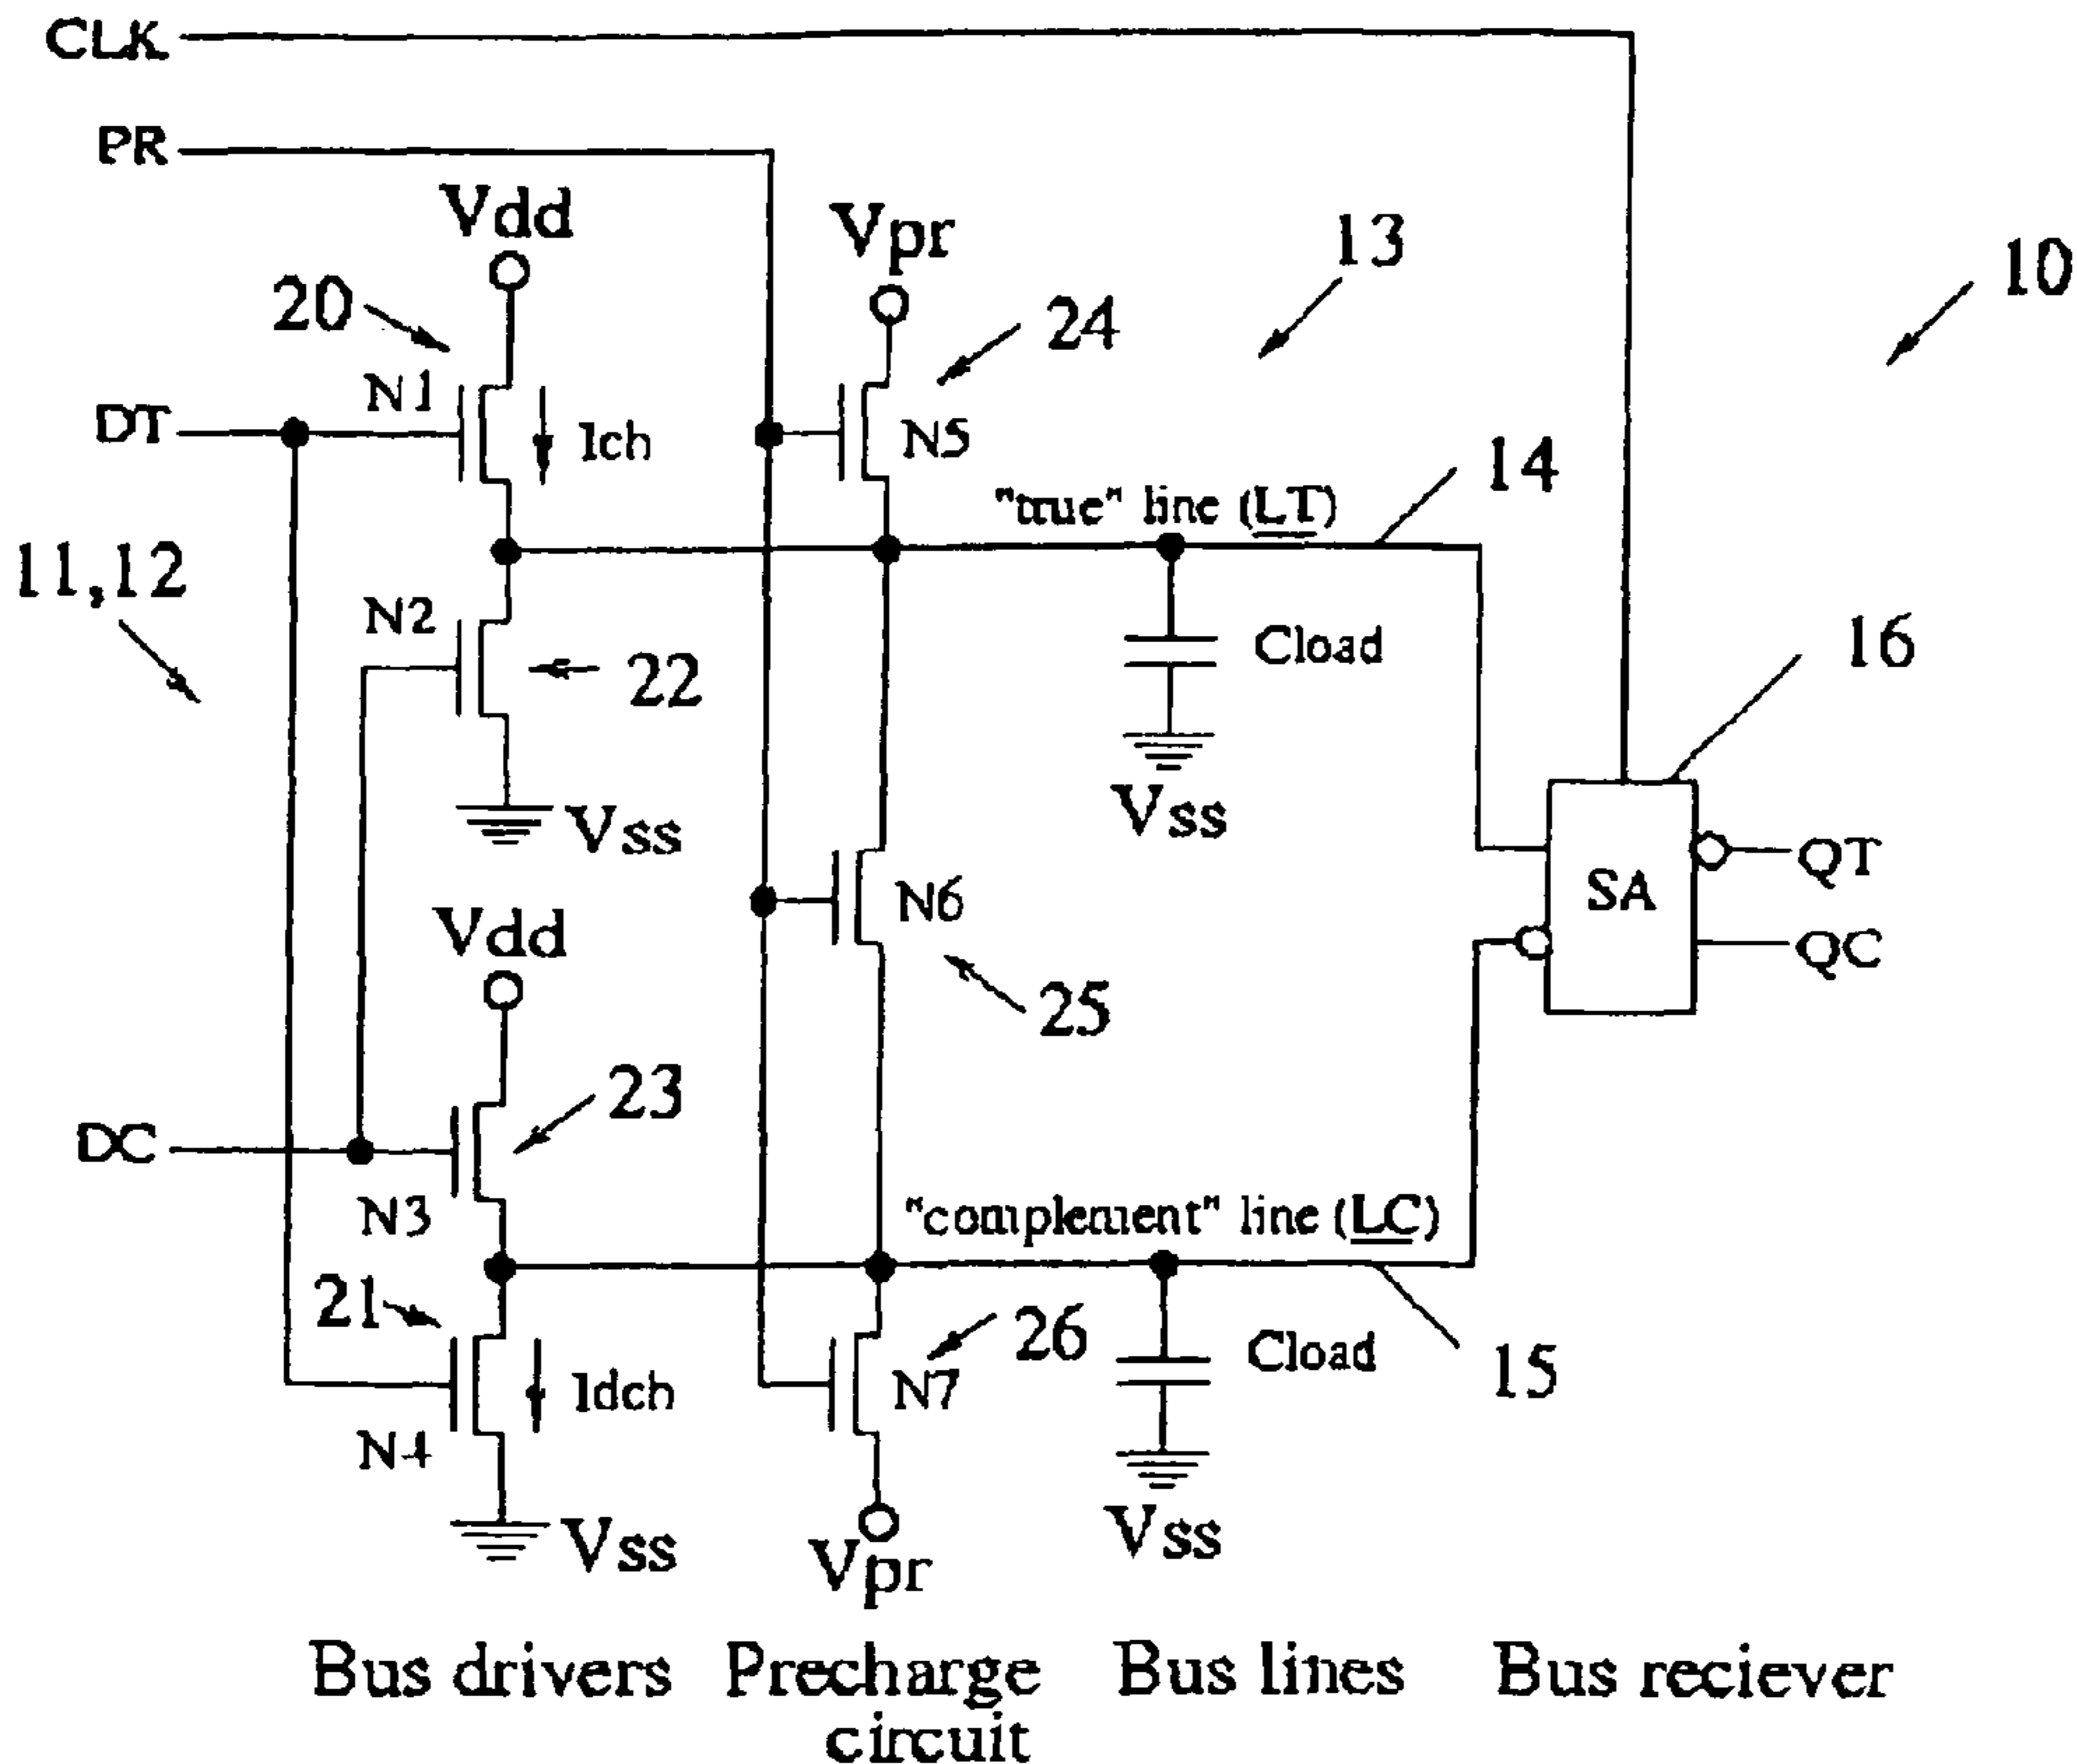 CLK
PR
Vdd
Vpr
13
10
20
24
N1
DT
Ich
N5
14
"true" line (LT)
11,12
N2
22
Cload
16
Vss
Vss
QT
SA
N6
Vdd
QC
25
23
DC
N3
"complement" line (LC)
21
26
Cload
15
Idch
N7
N4
Vss
Vpr
Vss
Bus drivers
Precharge
circuit
Bus lines
Bus reciever